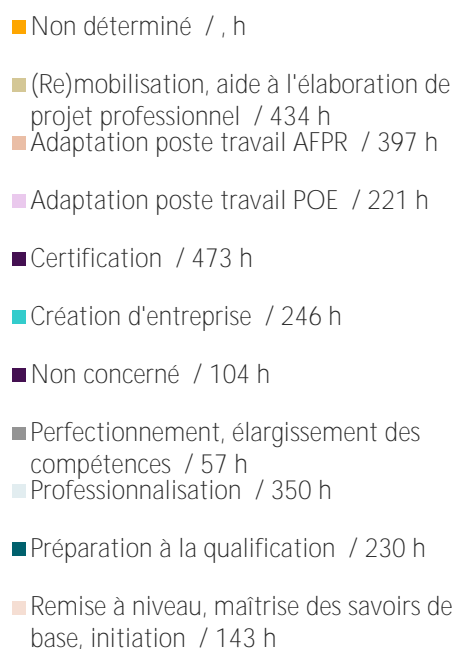 Non déterminé / , h
(Re)mobilisation, aide à l'élaboration de
projet professionnel / 434 h
Adaptation poste travail AFPR / 397 h
Adaptation poste travail POE / 221 h
Certification / 473 h
Création d'entreprise / 246 h
Non concerné / 104 h
Perfectionnement, élargissement des
compétences / 57 h
Professionnalisation / 350 h
Préparation à la qualification / 230 h
Remise à niveau, maîtrise des savoirs de
base, initiation / 143 h